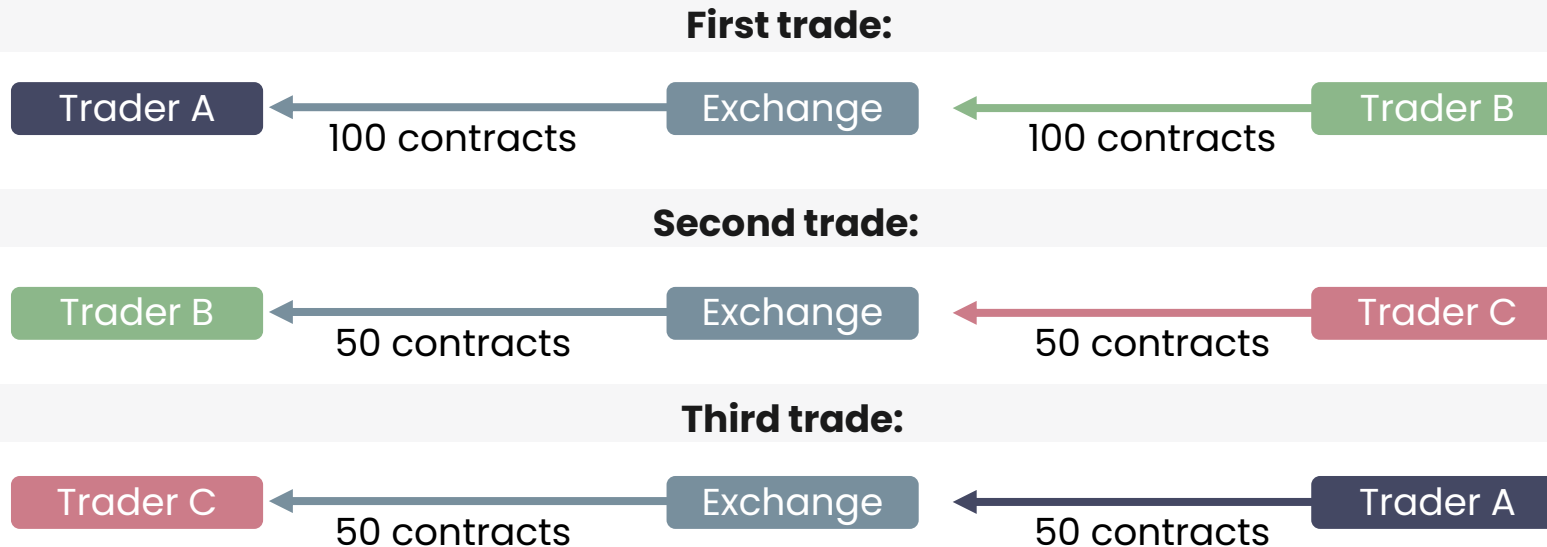 First trade:
Trader A Exchange Trader B
100 contracts 100 contracts
Second trade:
Trader B Exchange Trader C
50 contracts 50 contracts
Third trade:
Trader C Exchange Trader A
50 contracts 50 contracts